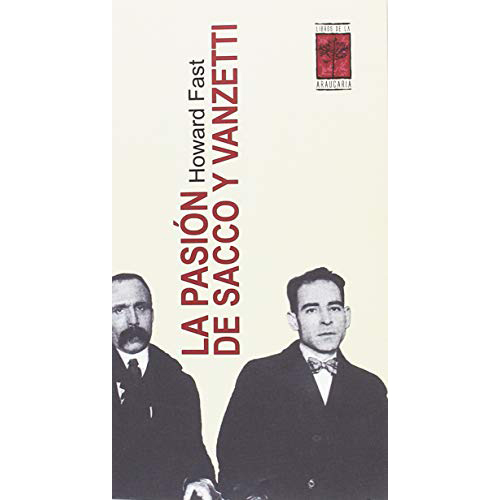 LIBROS DE LA
ARAUCARIA
LA PASIÓN
Howard Fast
DE SACCO Y VANZETTI